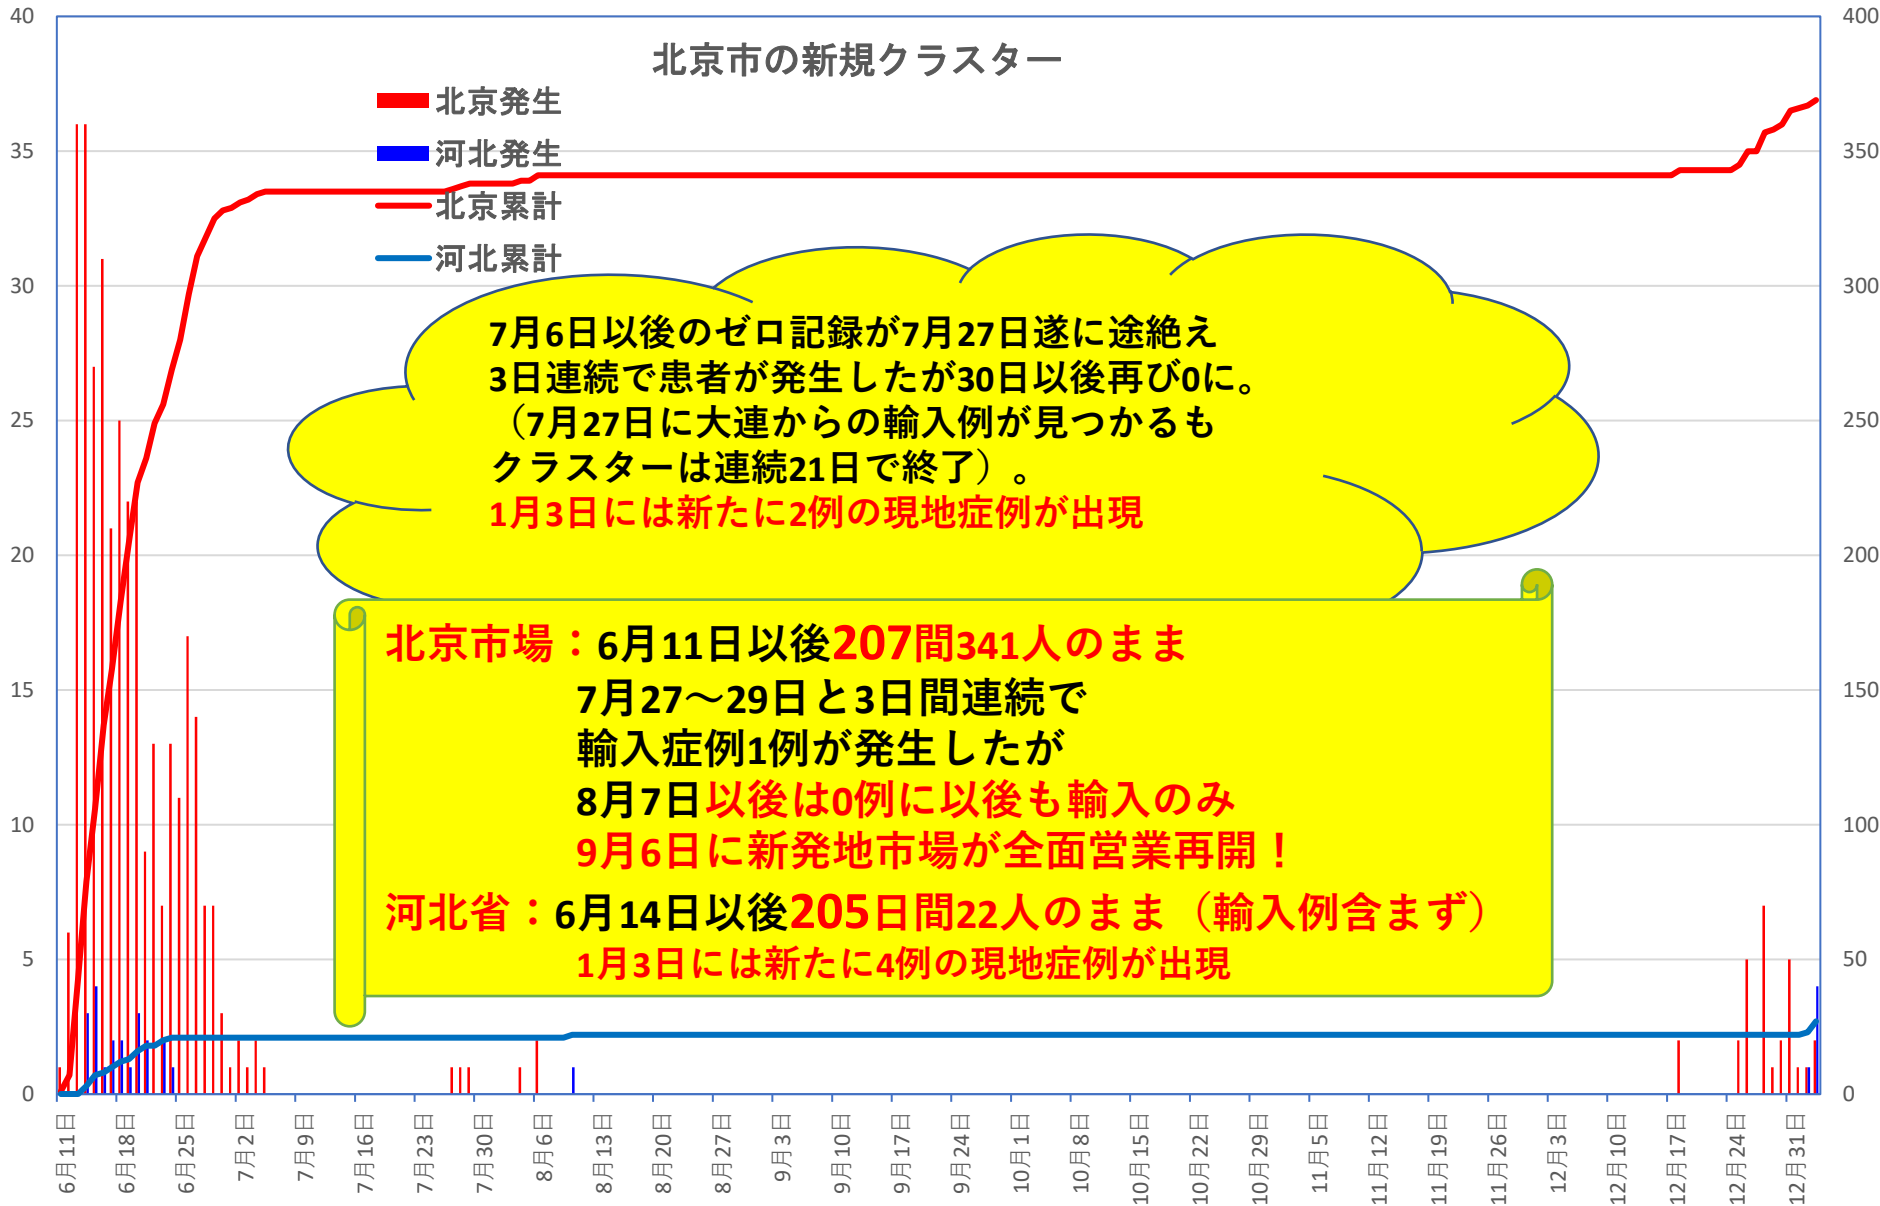 北京市の新規クラスター
北京発生
河北発生
北京累計
河北累計
40
35
30
25
20
15
10
5
0
400
350
300
250
200
150
100
50
0
7月6日以後のゼロ記録が7月27日遂に途絶え
3日連続で患者が発生したが30日以後再び0に。
（7月27日に大連からの輸入例が見つかるも
クラスターは連続21日で終了）。
1月3日には新たに2例の現地症例が出現
北京市場：6月11日以後207間341人のまま
7月27～29日と3日間連続で
輸入症例1例が発生したが
8月7日以後は0例に以後も輸入のみ
9月6日に新発地市場が全面営業再開！
河北省：6月14日以後205日間22人のまま（輸入例含まず）
1月3日には新たに4例の現地症例が出現
6月11日
6月18日
6月25日
7月2日
7月9日
7月16日
7月23日
7月30日
8月6日
8月13日
8月20日
8月27日
9月3日
9月10日
9月17日
9月24日
10月1日
10月8日
10月15日
10月22日
10月29日
11月5日
11月12日
11月19日
11月26日
12月3日
12月10日
12月17日
12月24日
12月31日